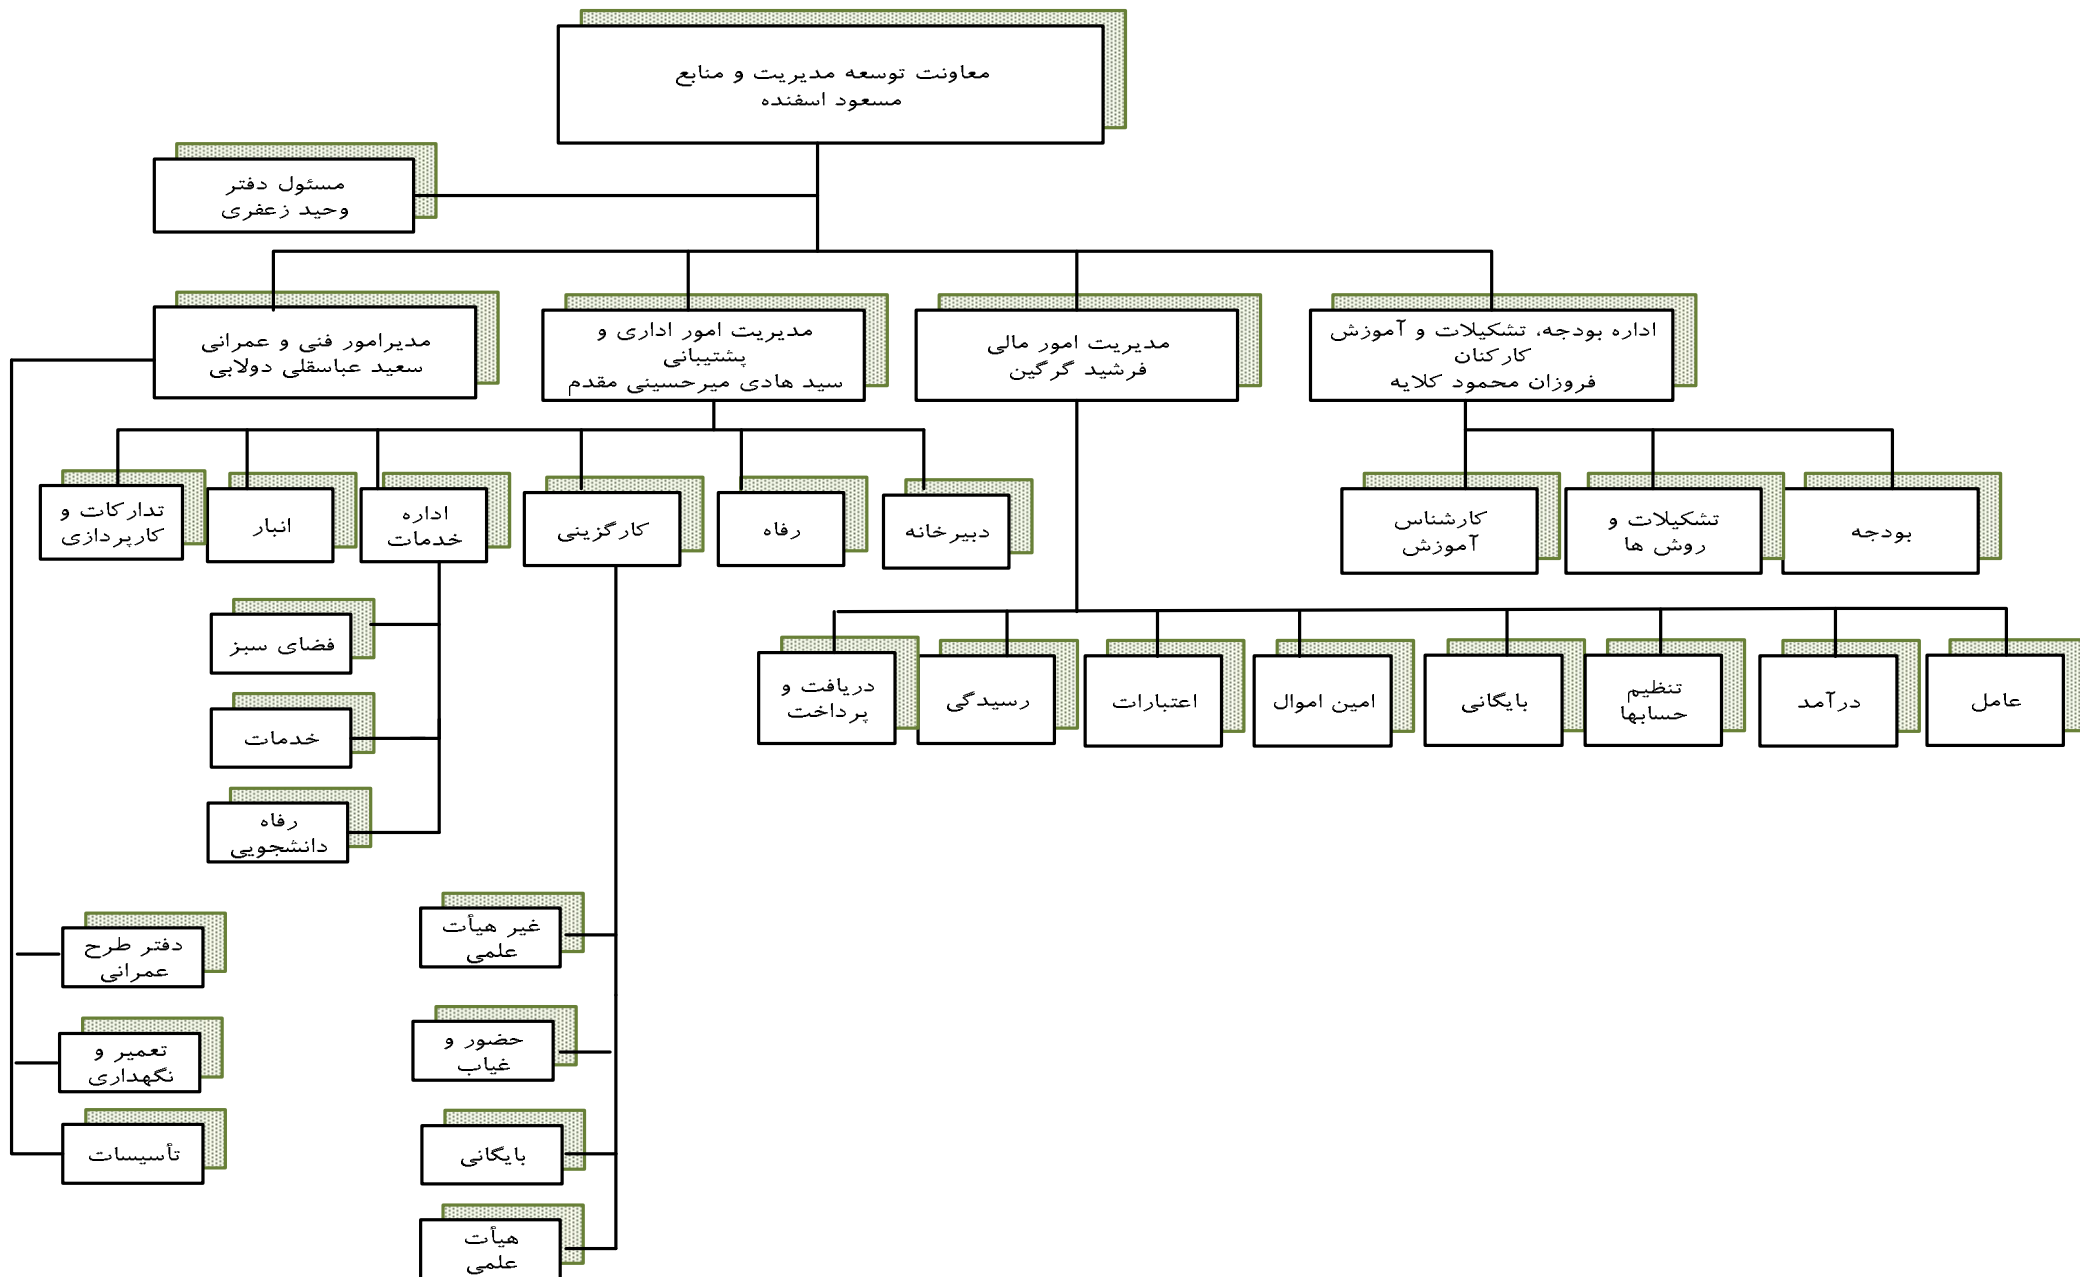 معاونت توسعه مدیریت و منابع
مسعود اسفنده
مسئول دفتر
وحید زعفری
اداره بودجه، تشکیلات و آموزش
کارکنان
فروزان محمود کلایه
مدیریت امور مالی
فرشید گرگین
مدیریت امور اداری و
پشتیبانی
سید هادی میرحسینی مقدم
مدیرامور فنی و عمرانی
سعید عباسقلی دولابی
بودجه
تشکیلات و
روش ها
کارشناس
آموزش
دبیرخانه
رفاه
کارگزینی
اداره
خدمات
انبار
تدارکات و
کارپردازی
عامل
درآمد
تنظیم
حسابها
بایگانی
امین اموال
اعتبارات
رسیدگی
دریافت و
پرداخت
فضای سبز
خدمات
رفاه
دانشجویی
غیر هیأت
علمی
حضور و
غیاب
بایگانی
هیأت
علمی
دفتر طرح
عمرانی
تعمیر و
نگهداری
تأسیسات